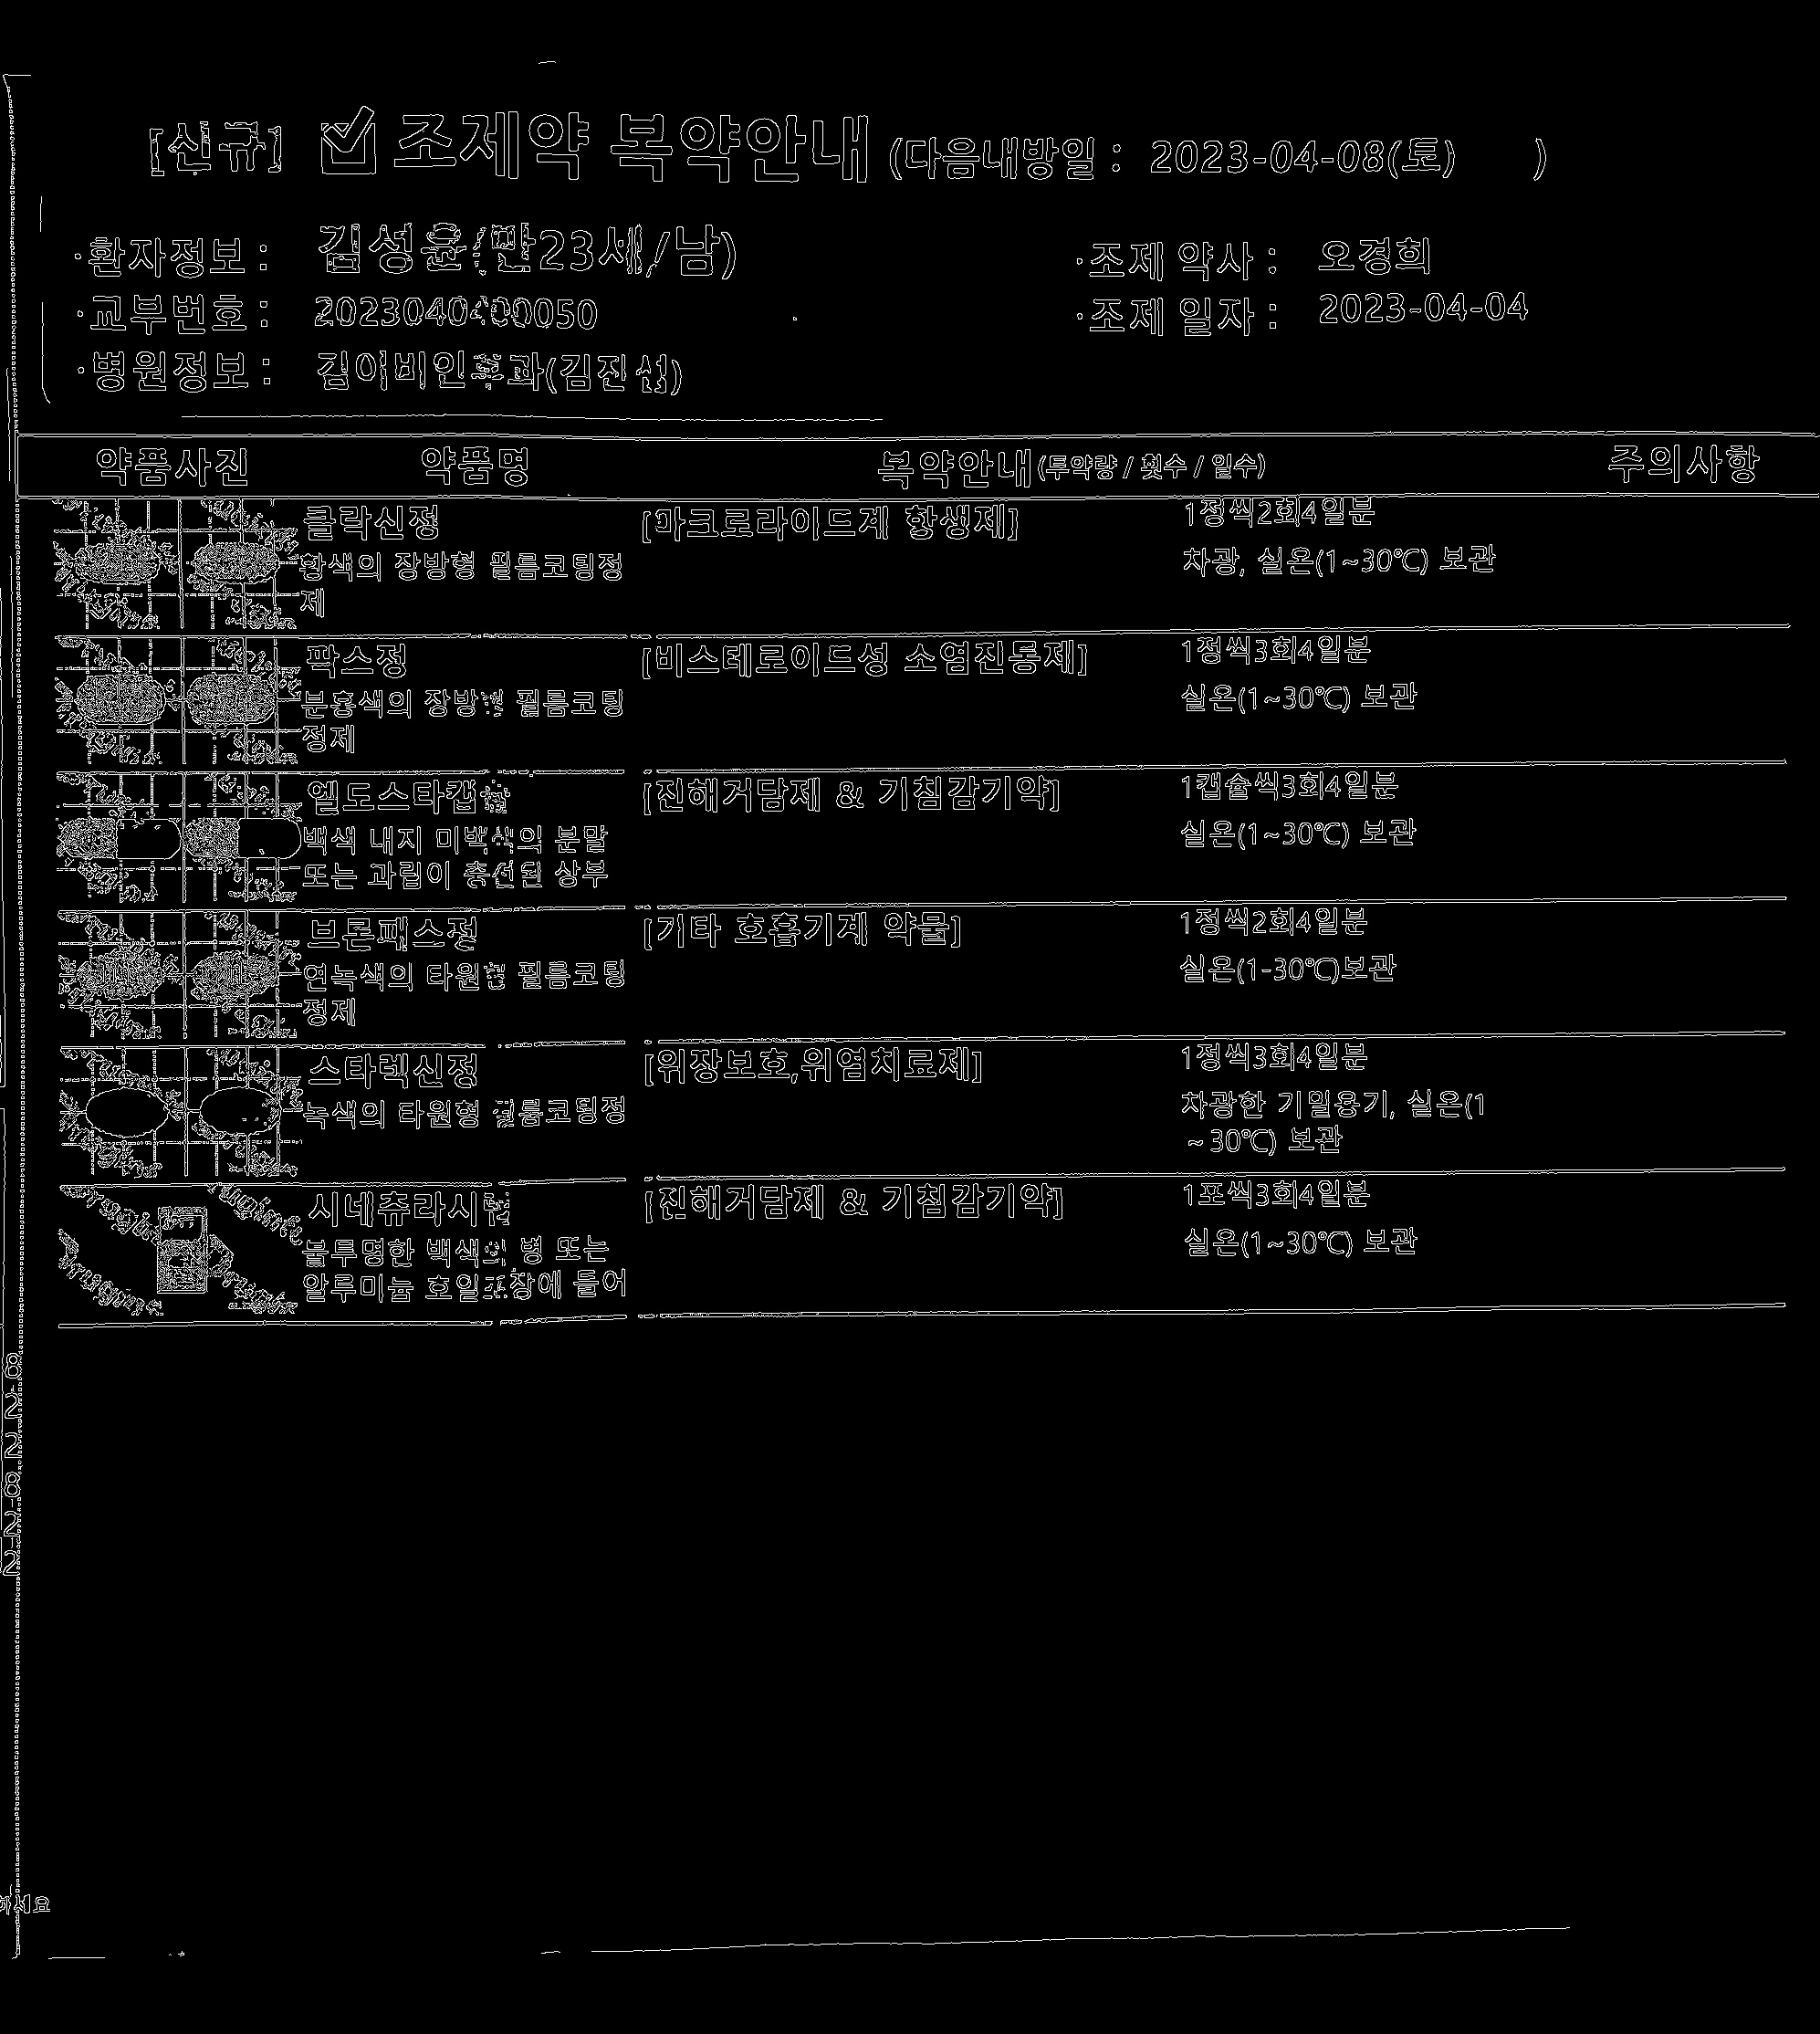 [신규] 조제약 복약안내 (다음내방일 : 2023-04-08(토) )
·환자정보 : 김성윤(만23세/남)
·조제 약사 : 오경희
·교부번호 : 2023040400050
·조제 일자 : 2023-04-04
·병원정보 : 김이비인후과(김진섭)
약품사진 약품명 복약안내(투약량 / 횟수 / 일수) 주의사항
클락신정 [마크로라이드계 항생제] 1정씩2회4일분
황색의 장방형 필름코팅정 차광, 실온(1~30℃) 보관
제
팍스정 [비스테로이드성 소염진통제] 1정씩3회4일분
분홍색의 장방형 필름코팅 실온(1~30℃) 보관
정제
엘도스타캡슐 [진해거담제 & 기침감기약] 1캡슐씩3회4일분
백색 내지 미백색의 분말 실온(1~30℃) 보관
또는 과립이 충전된 상부
브론패스정 [기타 호흡기계 약물] 1정씩2회4일분
연녹색의 타원형 필름코팅 실온(1-30℃)보관
정제
스타렉신정 [위장보호,위염치료제] 1정씩3회4일분
녹색의 타원형 필름코팅정 차광한 기밀용기, 실온(1
~30℃) 보관
시네츄라시럽 [진해거담제 & 기침감기약] 1포씩3회4일분
불투명한 백색의 병 또는 실온(1~30℃) 보관
알루미늄 호일포장에 들어
8
2
2
8
2
2
하세요